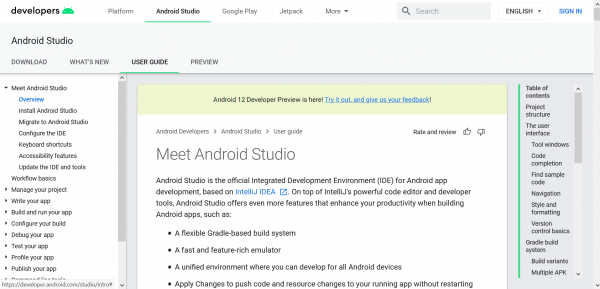 developers
Platform
Android Studio
Google Play
Jetpack
More
Search
ENGLISH
SIGN IN
Android Studio
DOWNLOAD
WHAT'S NEW
USER GUIDE
PREVIEW
Meet Android Studio
Overview
Install Android Studio
Migrate to Android Studio
Configure the IDE
Keyboard shortcuts
Accessibility features
Update the IDE and tools
Workflow basics
Manage your project
Write your app
Build and run your app
Configure your build
Debug your app
Test your app
Profile your app
Publish your app
https://developer.android.com/studio/intro#
Android 12 Developer Preview is here! Try it out, and give us your feedback!
Android Developers > Android Studio > User guide
Rate and review
Meet Android Studio
Android Studio is the official Integrated Development Environment (IDE) for Android app
development, based on IntelliJ IDEA . On top of IntelliJ's powerful code editor and developer
tools, Android Studio offers even more features that enhance your productivity when building
Android apps, such as:
• A flexible Gradle-based build system
• A fast and feature-rich emulator
• A unified environment where you can develop for all Android devices
• Apply Changes to push code and resource changes to your running app without restarting
Table of
contents
Project
structure
The user
interface
Tool windows
Code
completion
Find sample
code
Navigation
Style and
formatting
Version
control basics
Gradle build
system
Build variants
Multiple APK